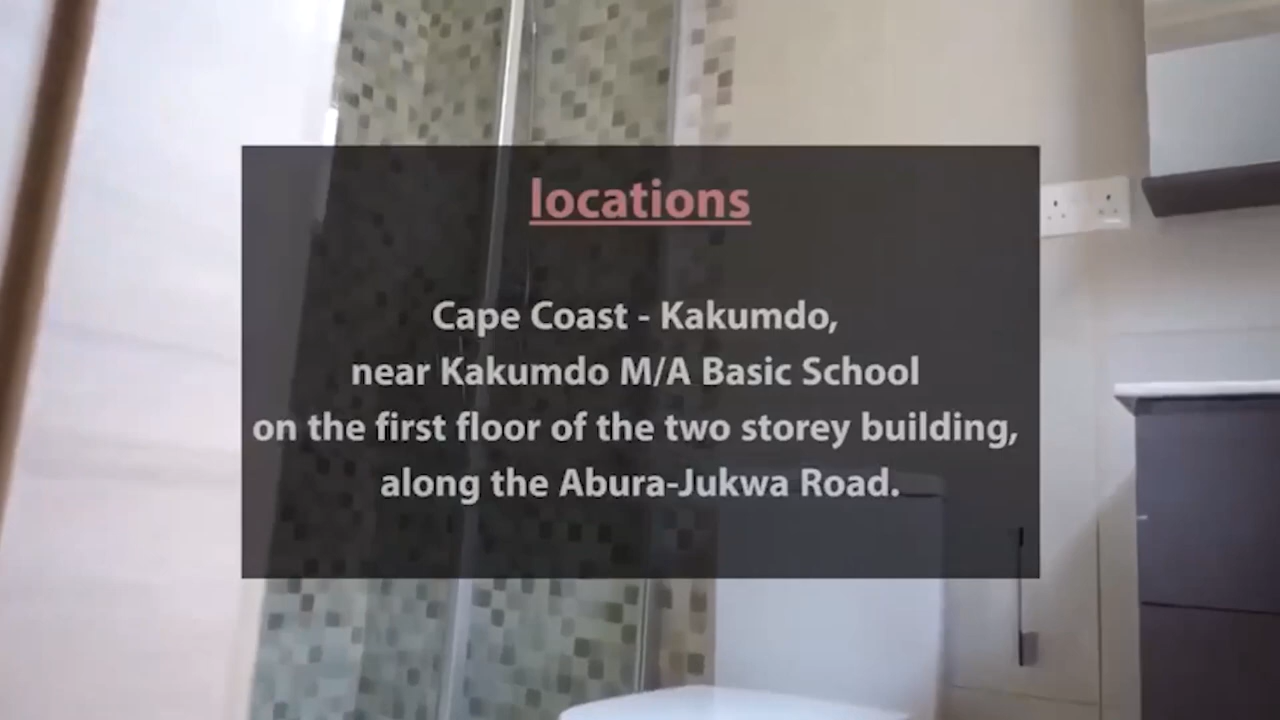 locations
Cape Coast - Kakumdo,
near Kakumdo M/A Basic School
on the first floor of the two storey building,
along the Abura-Jukwa Road.